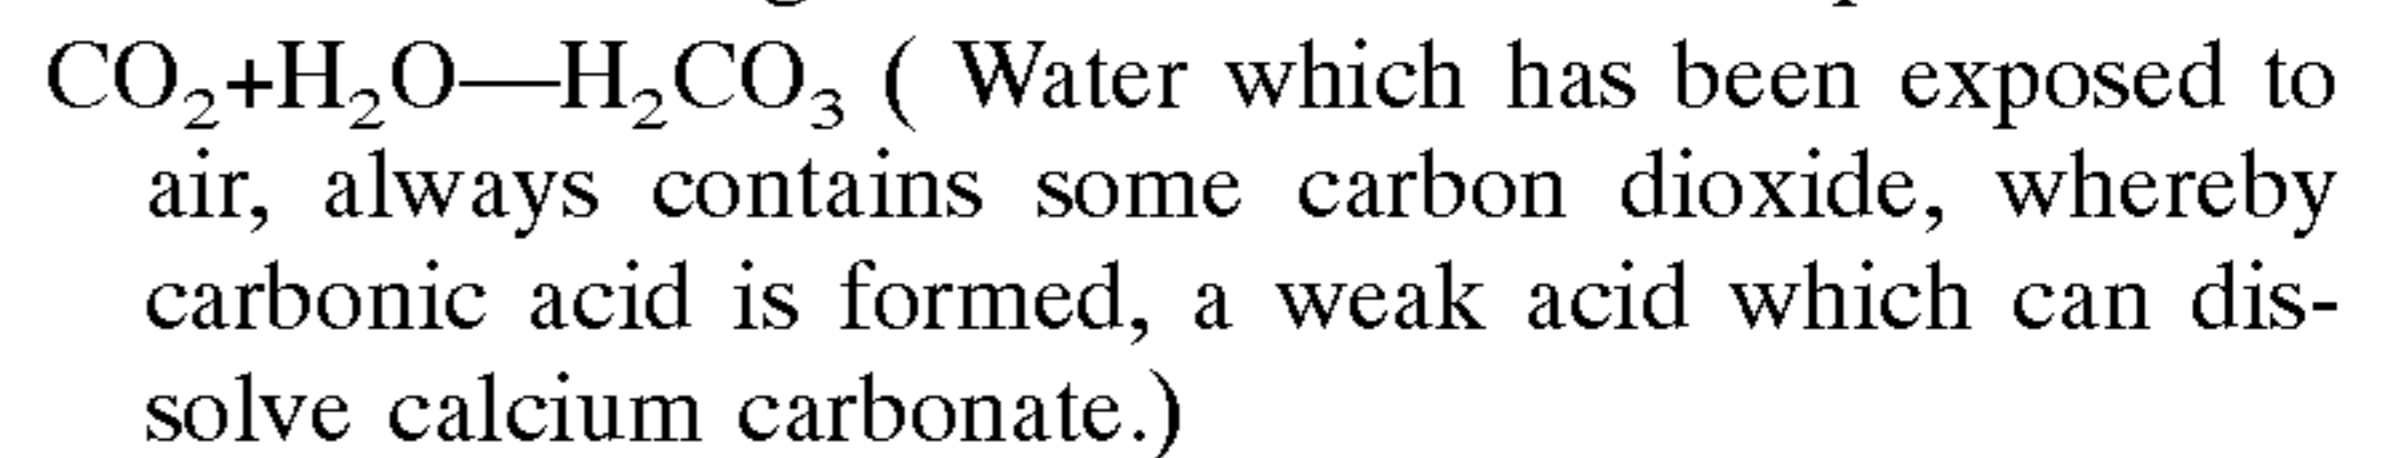 CO₂+H₂O—H₂CO₃ ( Water which has been exposed to
air, always contains some carbon dioxide, whereby
carbonic acid is formed, a weak acid which can dis-
solve calcium carbonate.)